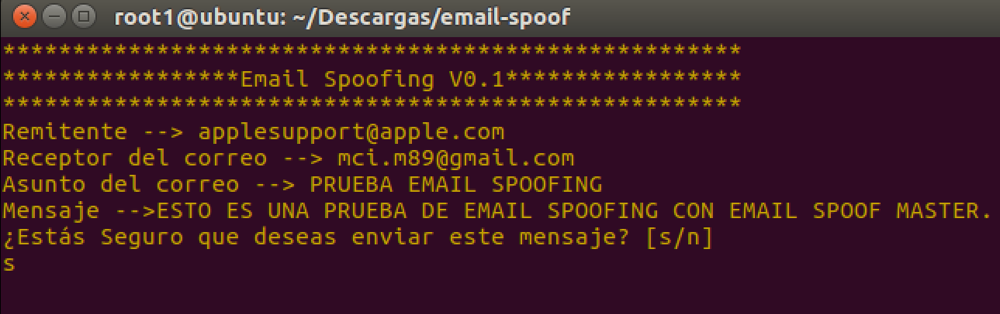 root1@ubuntu: ~/Descargas/email-spoof
*****************************************************
*****************Email Spoofing V0.1*****************
*****************************************************
Remitente --> applesupport@apple.com
Receptor del correo --> mci.m89@gmail.com
Asunto del correo --> PRUEBA EMAIL SPOOFING
Mensaje -->ESTO ES UNA PRUEBA DE EMAIL SPOOFING CON EMAIL SPOOF MASTER.
¿Estás Seguro que deseas enviar este mensaje? [s/n]
s